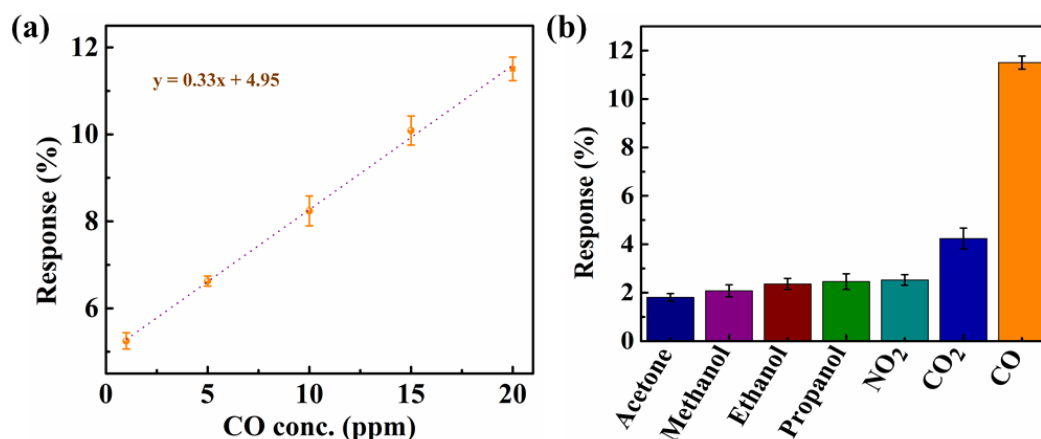 (a)
y = 0.33x + 4.95
12
10
8
6
Response (%)
0
5
10
15
20
CO conc. (ppm)
(b)
12
10
8
6
4
2
0
Response (%)
Acetone
Methanol
Ethanol
Propanol
NO₂
CO₂
CO